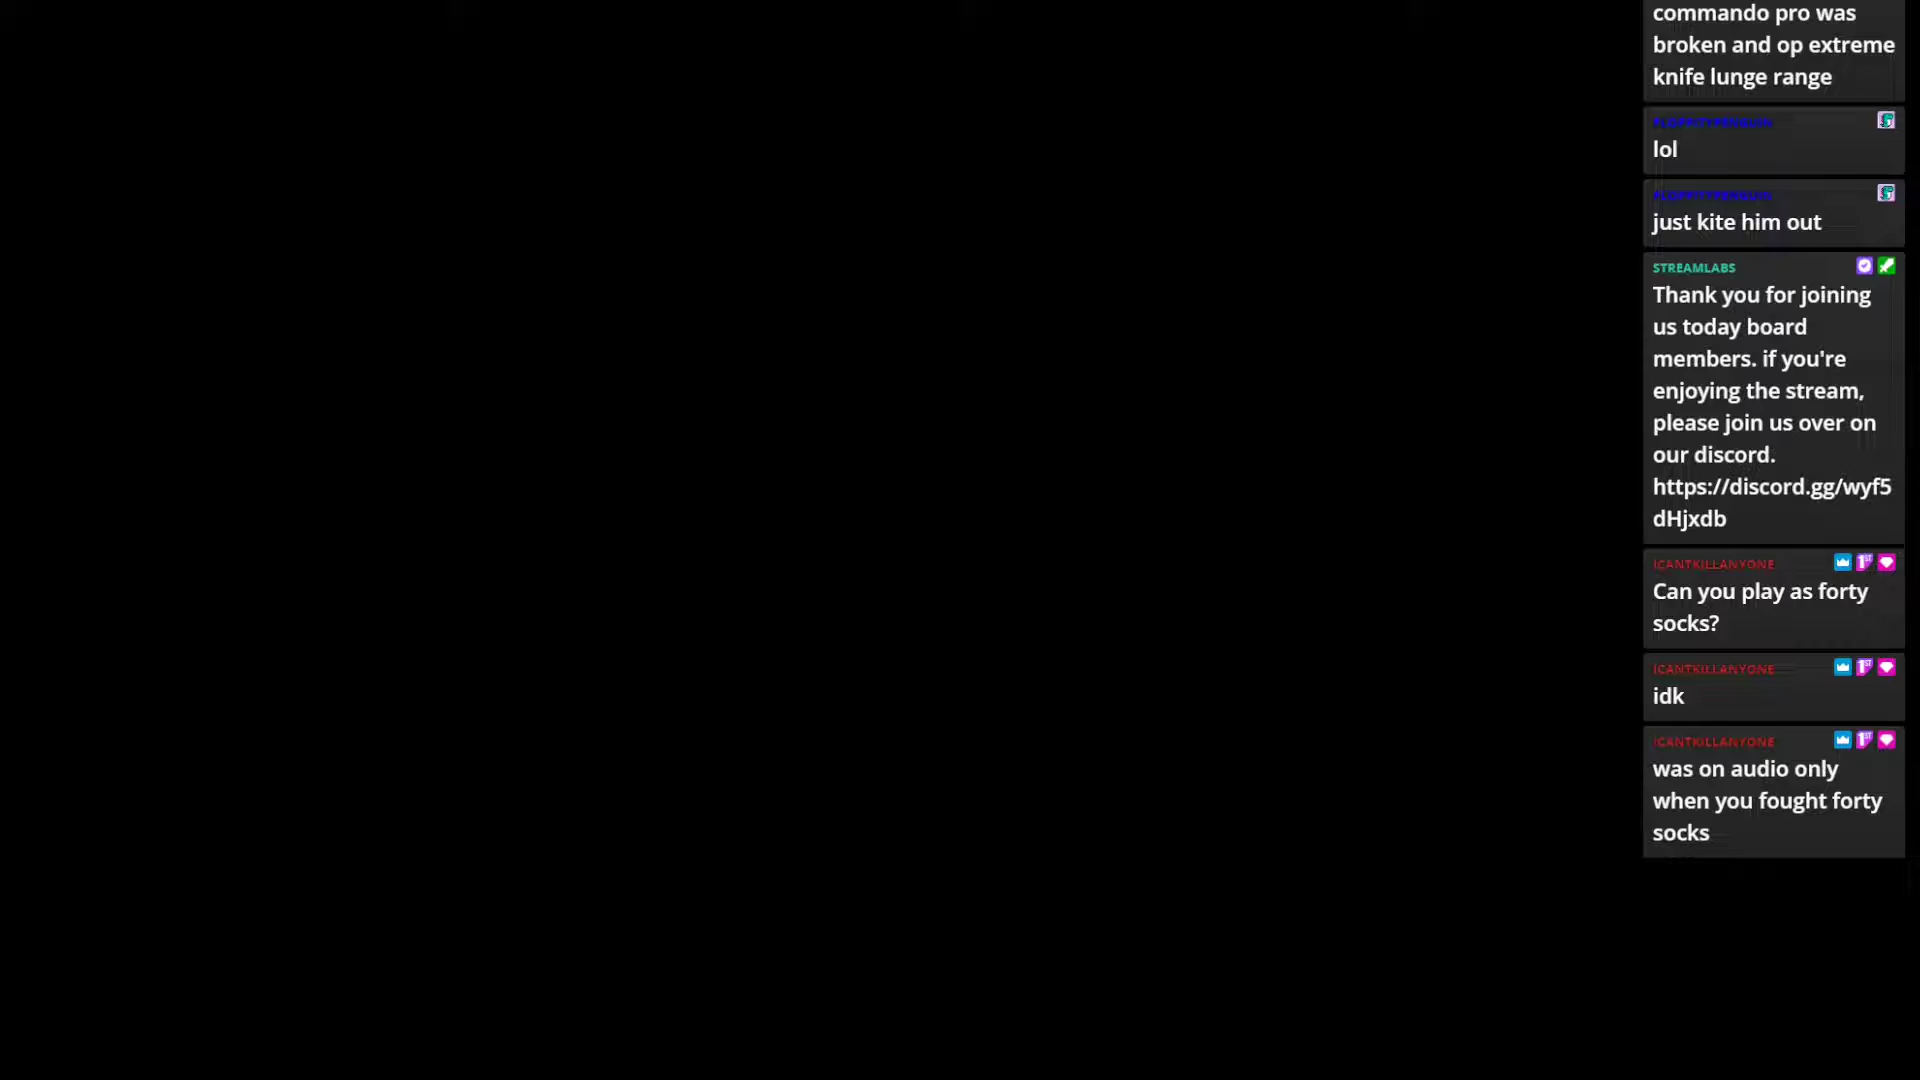 commando pro was
broken and op extreme
knife lunge range
lol
just kite him out
STREAMLABS
Thank you for joining
us today board
members. if you're
enjoying the stream,
please join us over on
our discord.
https://discord.gg/wyf5
dHjxdb
ICANTKILLANYONE
Can you play as forty
socks?
ICANTKILLANYONE
idk
ICANTKILLANYONE
was on audio only
when you fought forty
socks